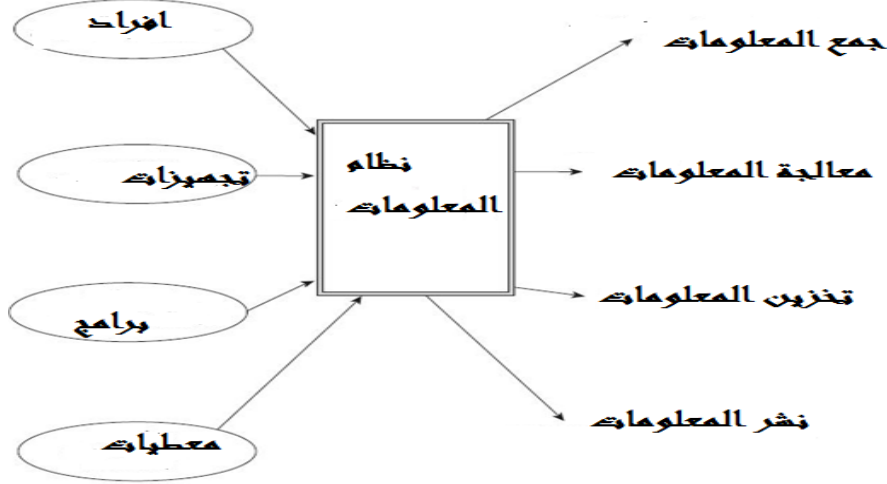 افراد
جمع المعلومات
تجهيزات
نظام
المعلومات
معالجة المعلومات
برامج
تخزين المعلومات
معطيات
نشر المعلومات